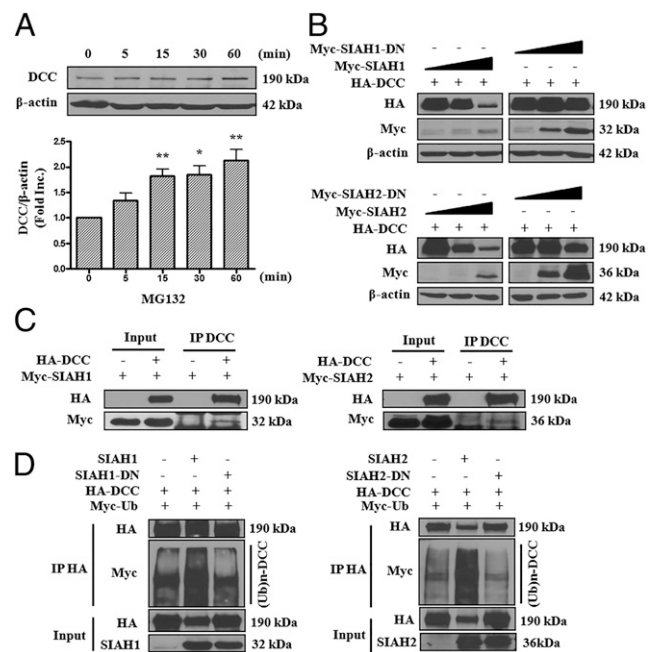 A
0 5 15 30 60 (min)
DCC 190 kDa
β-actin 42 kDa
DCC/β-actin
(Fold Inc.)
2.5
2.0
1.5
1.0
0.5
0.0
** * **
0 5 15 30 60 (min)
MG132
B
Myc-SIAH1-DN - - -
Myc-SIAH1 - - -
HA-DCC + + + + + +
HA 190 kDa
Myc 32 kDa
β-actin 42 kDa
Myc-SIAH2-DN - - -
Myc-SIAH2 - - -
HA-DCC + + + + + +
HA 190 kDa
Myc 36 kDa
β-actin 42 kDa
C
Input IP DCC
HA-DCC - + - +
Myc-SIAH1 + + + +
HA 190 kDa
Myc 32 kDa
Input IP DCC
HA-DCC - + - +
Myc-SIAH2 + + + +
HA 190 kDa
Myc 36 kDa
D
SIAH1 - + -
SIAH1-DN - - +
HA-DCC + + +
Myc-Ub + + +
IP HA
HA 190 kDa
Myc (Ub)n-DCC
Input
HA 190 kDa
SIAH1 32 kDa
SIAH2 - + -
SIAH2-DN - - +
HA-DCC + + +
Myc-Ub + + +
IP HA
HA 190 kDa
Myc (Ub)n-DCC
Input
HA 190 kDa
SIAH2 36kDa